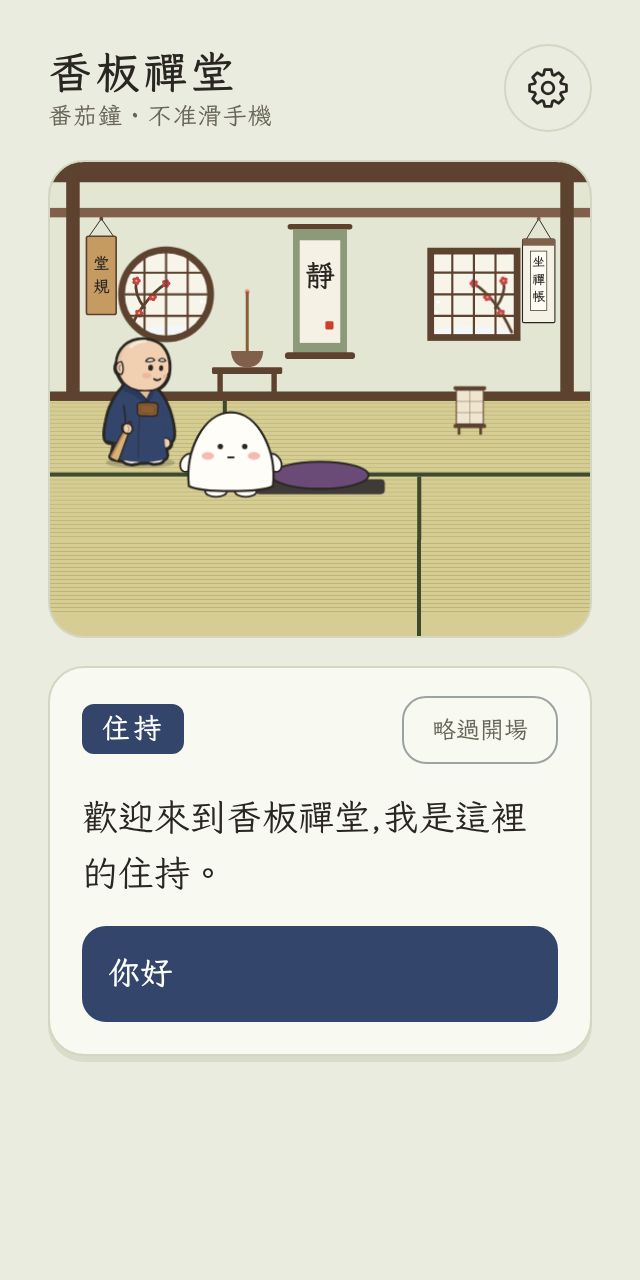 香板禪堂
番茄鐘・不准滑手機
堂規
靜
坐禪帳
住持
略過開場
歡迎來到香板禪堂,我是這裡
的住持。
你好